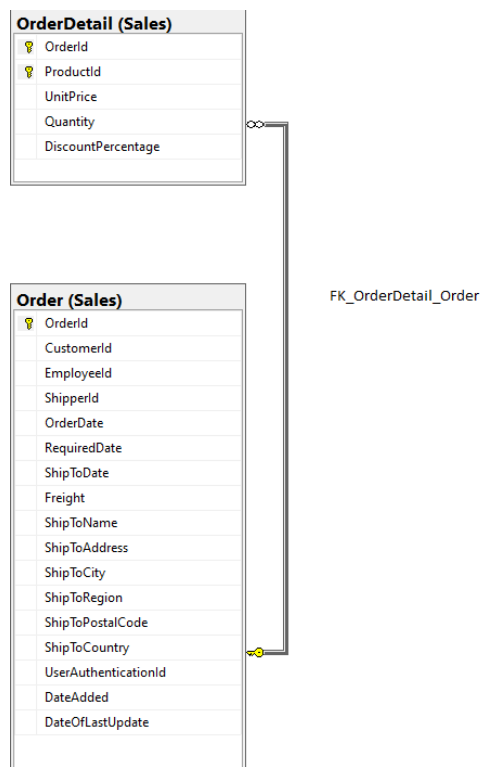 OrderDetail (Sales)
OrderId
ProductId
UnitPrice
Quantity
DiscountPercentage
FK_OrderDetail_Order
Order (Sales)
OrderId
CustomerId
EmployeeId
ShipperId
OrderDate
RequiredDate
ShipToDate
Freight
ShipToName
ShipToAddress
ShipToCity
ShipToRegion
ShipToPostalCode
ShipToCountry
UserAuthenticationId
DateAdded
DateOfLastUpdate